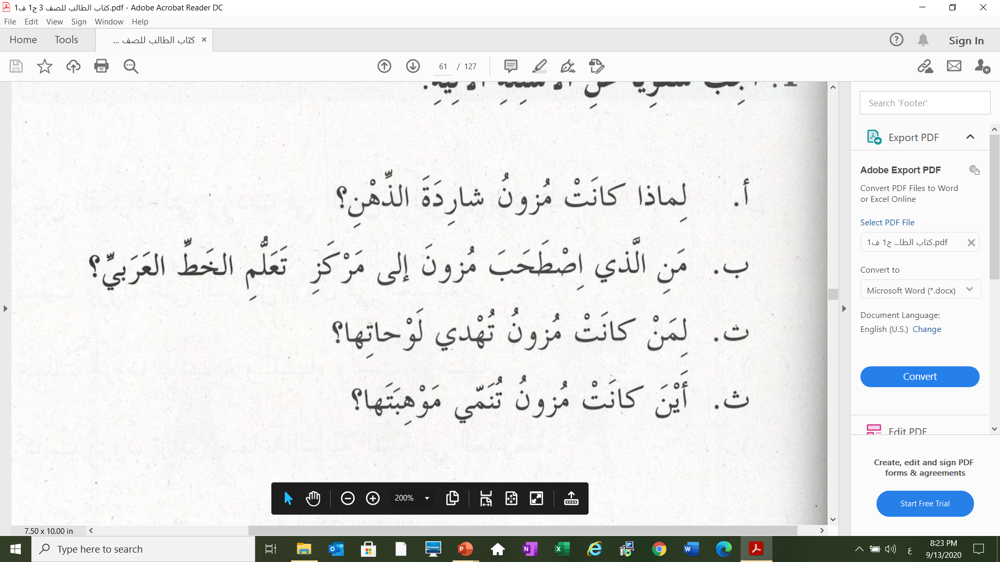 كتاب الطالب للصف 3 ج1 ف1.pdf - Adobe Acrobat Reader DC
File Edit View Sign Window Help
Home Tools كتاب الطالب للصف ... ×
Sign In
61 / 127
1. أَجِبْ شَفَوِيًّا عَنِ الأَسْئِلَةِ الآتِيَةِ:
أ. لِماذا كانَتْ مُزونُ شارِدَةَ الذِّهْنِ؟
ب. مَنِ الَّذي اِصْطَحَبَ مُزونَ إلى مَرْكَزِ تَعَلُّمِ الخَطِّ العَرَبيِّ؟
ت. لِمَنْ كانَتْ مُزونُ تُهْدي لَوْحاتِها؟
ث. أَيْنَ كانَتْ مُزونُ تُنَمّي مَوْهِبَتَها؟
Search 'Footer'
Export PDF
Adobe Export PDF
Convert PDF Files to Word
or Excel Online
Select PDF File
كتاب الطا... ج1 ف1.pdf
Convert to
Microsoft Word (*.docx)
Document Language:
English (U.S.) Change
Convert
Edit PDF
Create, edit and sign PDF
forms & agreements
Start Free Trial
200%
7.50 x 10.00 in
Type here to search
ع
8:23 PM
9/13/2020